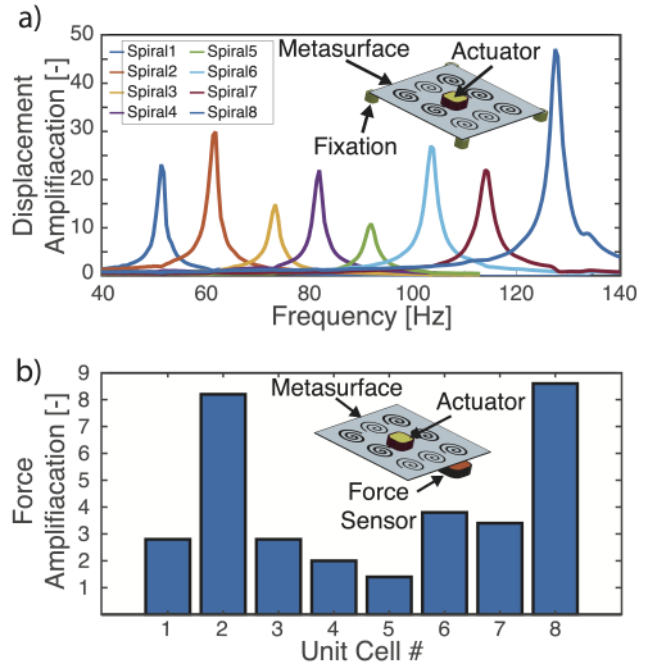 a)
50
40
30
20
10
0
Displacement
Amplifiacation [-]
Spiral1
Spiral2
Spiral3
Spiral4
Spiral5
Spiral6
Spiral7
Spiral8
Metasurface
Actuator
Fixation
40
60
80
100
120
140
Frequency [Hz]
b)
9
8
7
6
5
4
3
2
1
Force
Amplifiacation [-]
Metasurface
Actuator
Force
Sensor
1
2
3
4
5
6
7
8
Unit Cell #